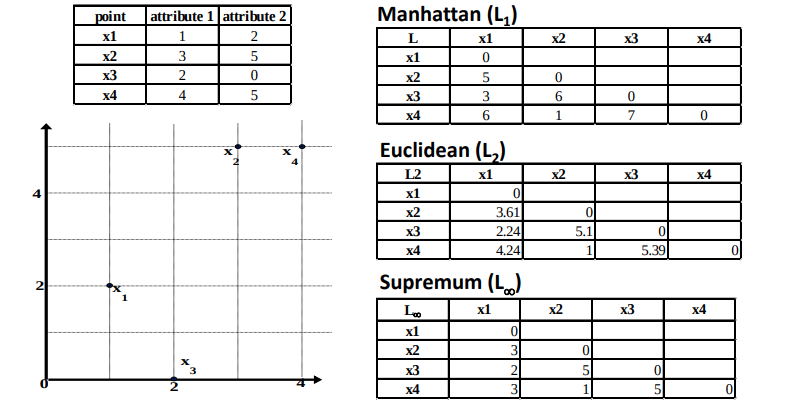 point attribute 1 attribute 2
x1 1 2
x2 3 5
x3 2 0
x4 4 5
Manhattan (L₁)
L x1 x2 x3 x4
x1 0
x2 5 0
x3 3 6 0
x4 6 1 7 0
Euclidean (L₂)
L2 x1 x2 x3 x4
x1 0
x2 3.61 0
x3 2.24 5.1 0
x4 4.24 1 5.39 0
Supremum (L∞)
L∞ x1 x2 x3 x4
x1 0
x2 3 0
x3 2 5 0
x4 3 1 5 0
x₂ x₄
4
2 x₁
x₃
0 2 4